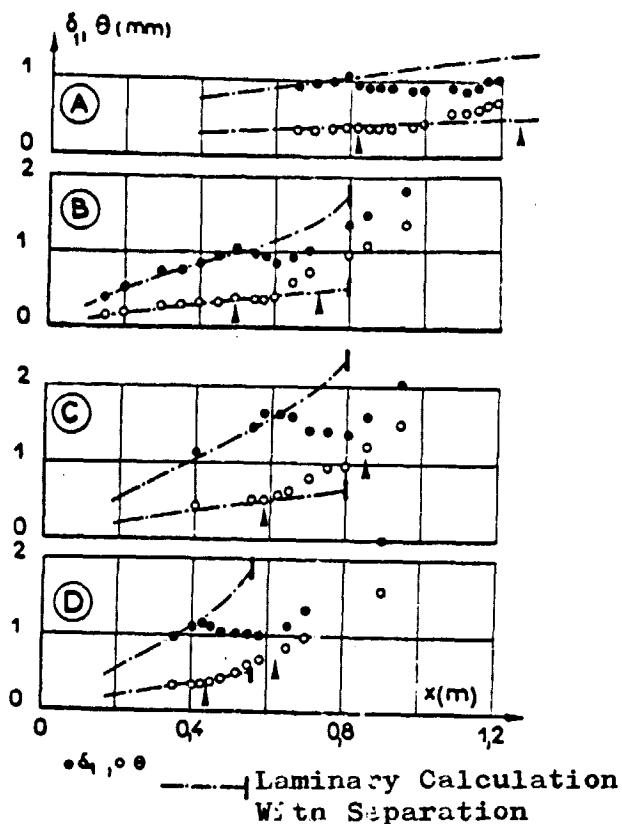 δ₁, θ (mm)
1
A
0
2
B
1
0
2
C
1
0
2
D
1
0
x(m)
0 0,4 0,8 1,2
• δ₁ , o θ
Laminary Calculation
With Separation